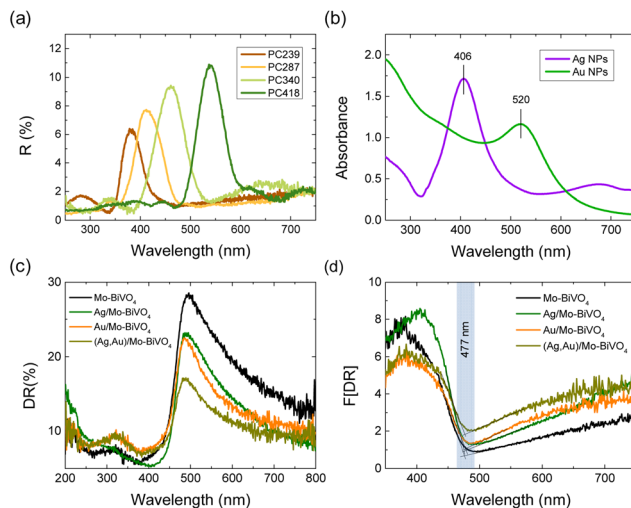 (a)
R (%)
12
10
8
6
4
2
0
300
400
500
600
700
Wavelength (nm)
PC239
PC287
PC340
PC418
(b)
Absorbance
2.0
1.5
1.0
0.5
0.0
300
400
500
600
700
Wavelength (nm)
406
520
Ag NPs
Au NPs
(c)
DR(%)
30
20
10
200
300
400
500
600
700
800
Wavelength (nm)
Mo-BiVO₄
Ag/Mo-BiVO₄
Au/Mo-BiVO₄
(Ag,Au)/Mo-BiVO₄
(d)
F[DR]
10
8
6
4
2
0
400
500
600
700
Wavelength (nm)
477 nm
Mo-BiVO₄
Ag/Mo-BiVO₄
Au/Mo-BiVO₄
(Ag,Au)/Mo-BiVO₄